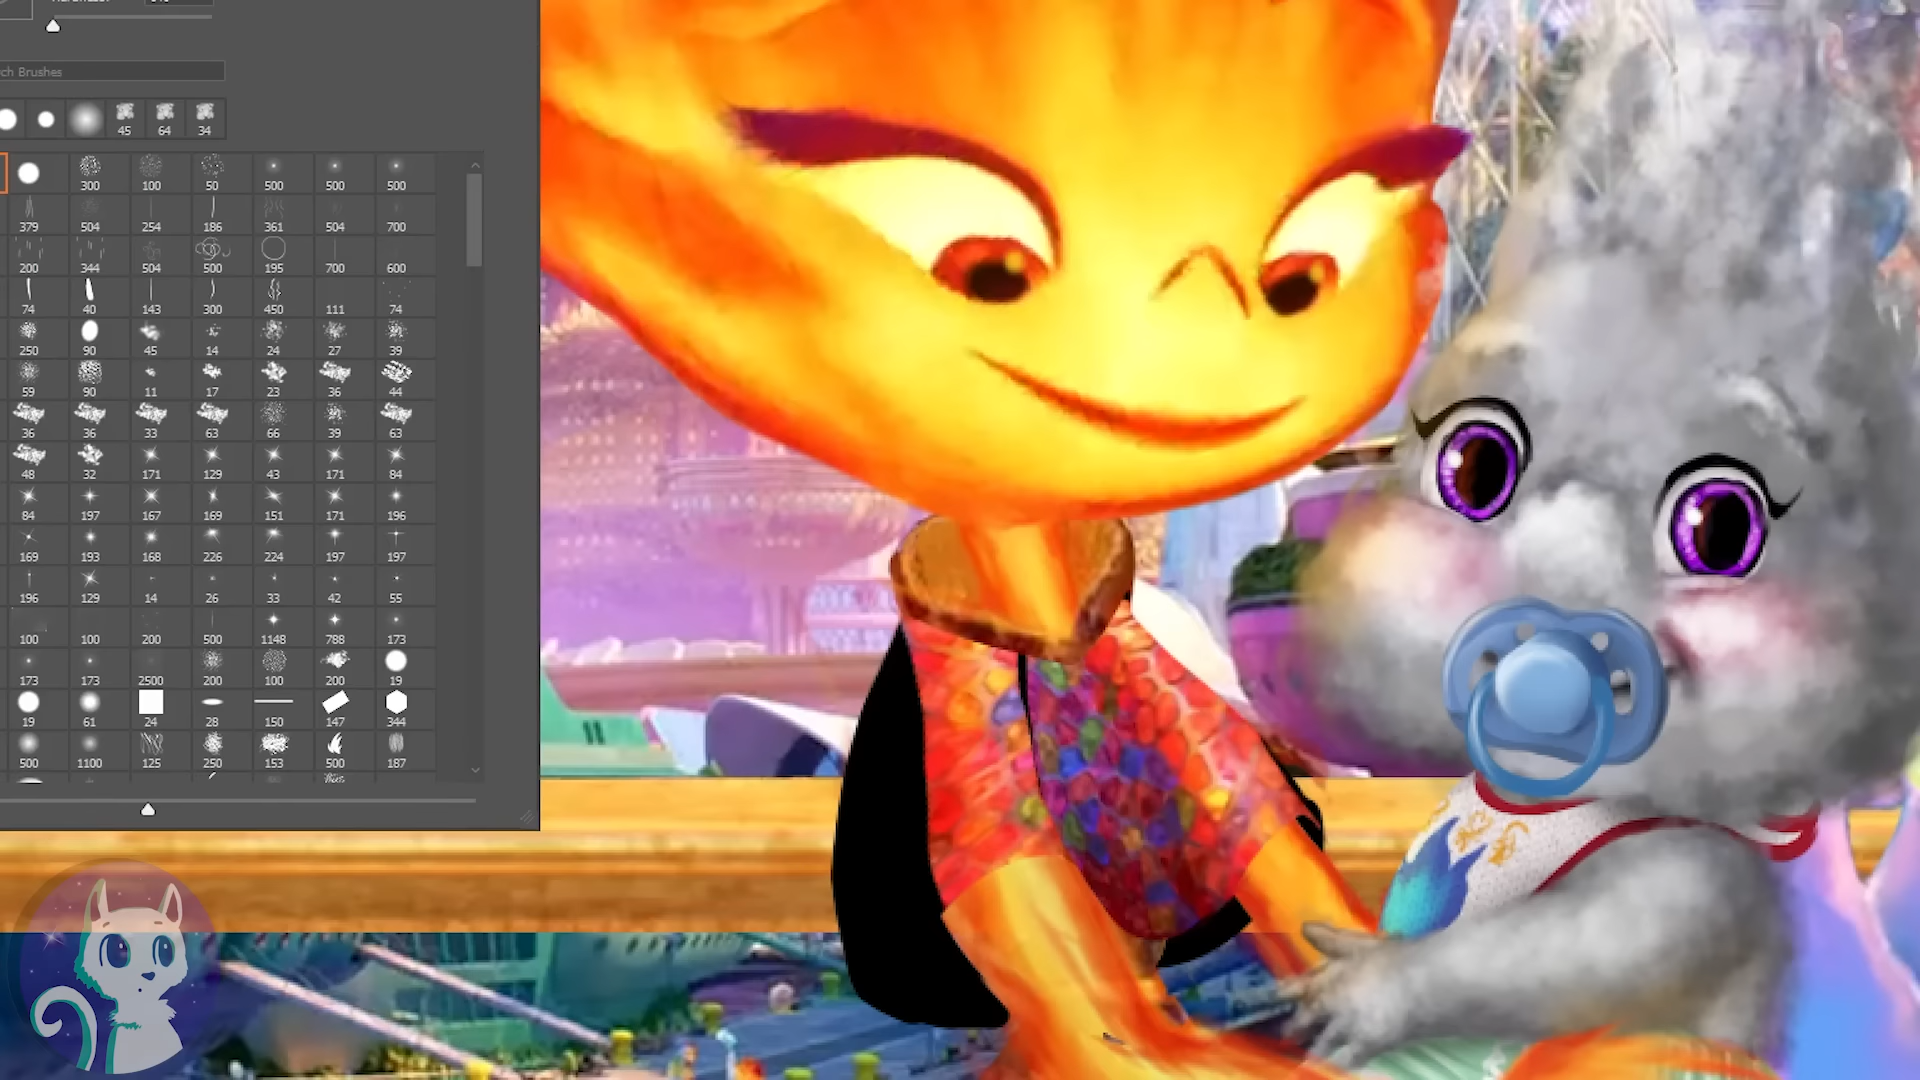 ch Brushes
45 64 34
300 100 50 500 500 500
379 504 254 186 361 504 700
200 344 504 500 195 700 600
74 40 143 300 450 111 74
250 90 45 14 24 27 39
59 90 11 17 23 36 44
36 36 33 63 66 39 63
48 32 171 129 43 171 84
84 197 167 169 151 171 196
169 193 168 226 224 197 197
196 129 14 26 33 42 55
100 100 200 500 1148 788 173
173 173 2500 200 100 200 19
19 61 24 28 150 147 344
500 1100 125 250 153 500 187